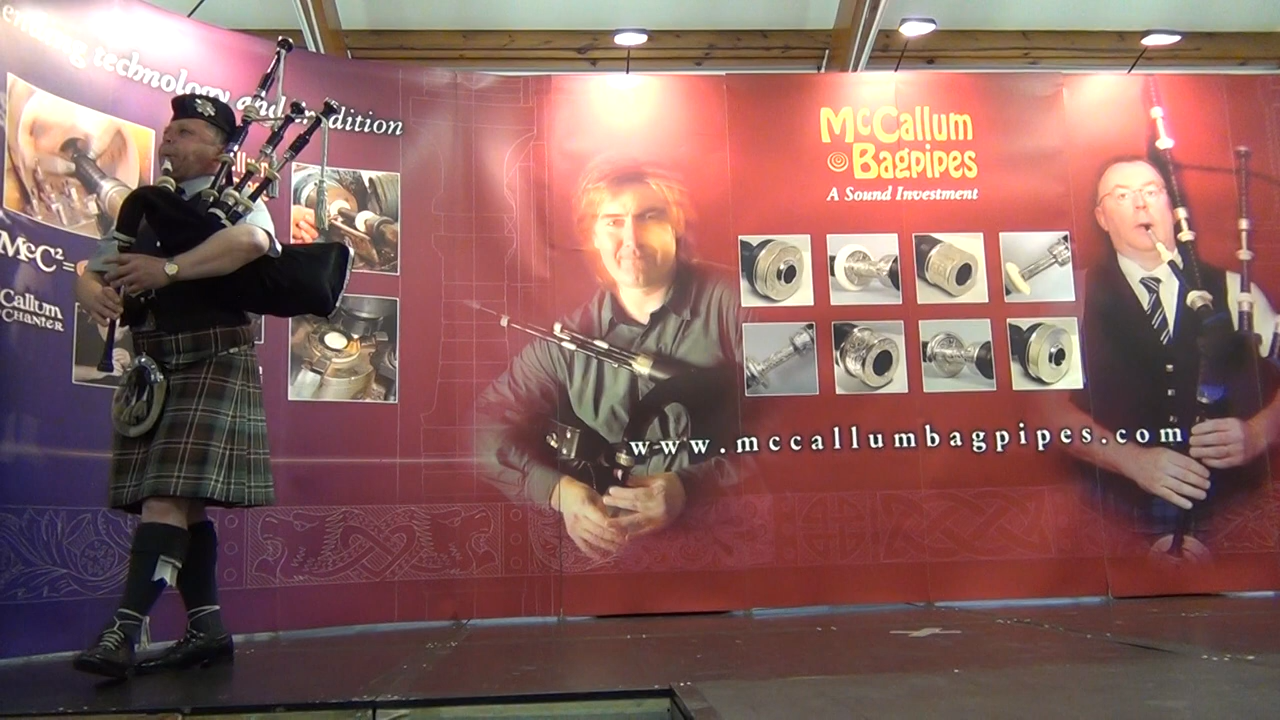 technology and tradition
McC²=
Callum
Chanter
McCallum
Bagpipes
A Sound Investment
www.mccallumbagpipes.com